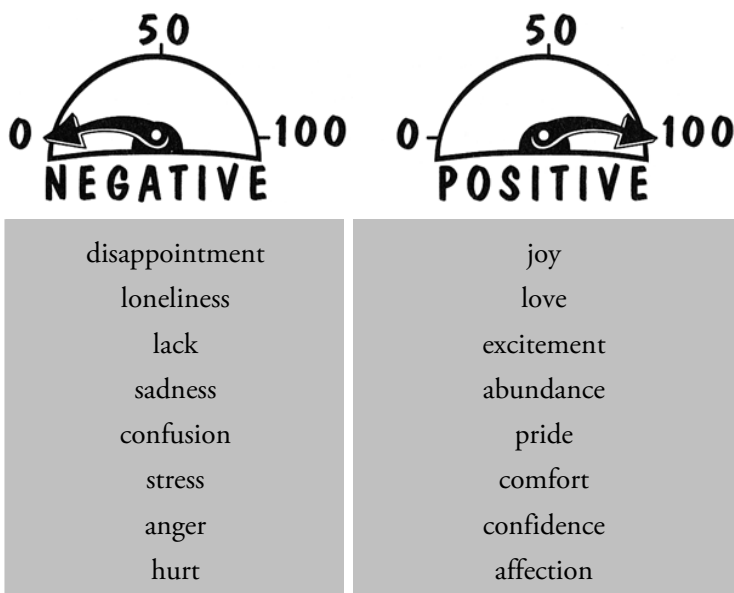 50
0
100
NEGATIVE
50
0
100
POSITIVE
disappointment
loneliness
lack
sadness
confusion
stress
anger
hurt
joy
love
excitement
abundance
pride
comfort
confidence
affection